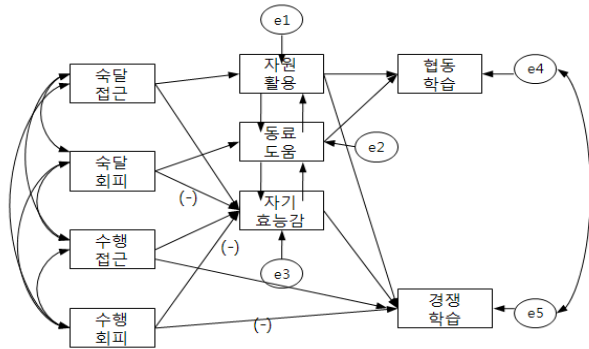 e1
숙달
접근
자원
활용
협동
학습
e4
동료
도움
e2
숙달
회피
(-)
자기
효능감
수행
접근
(-)
e3
수행
회피
(-)
경쟁
학습
e5